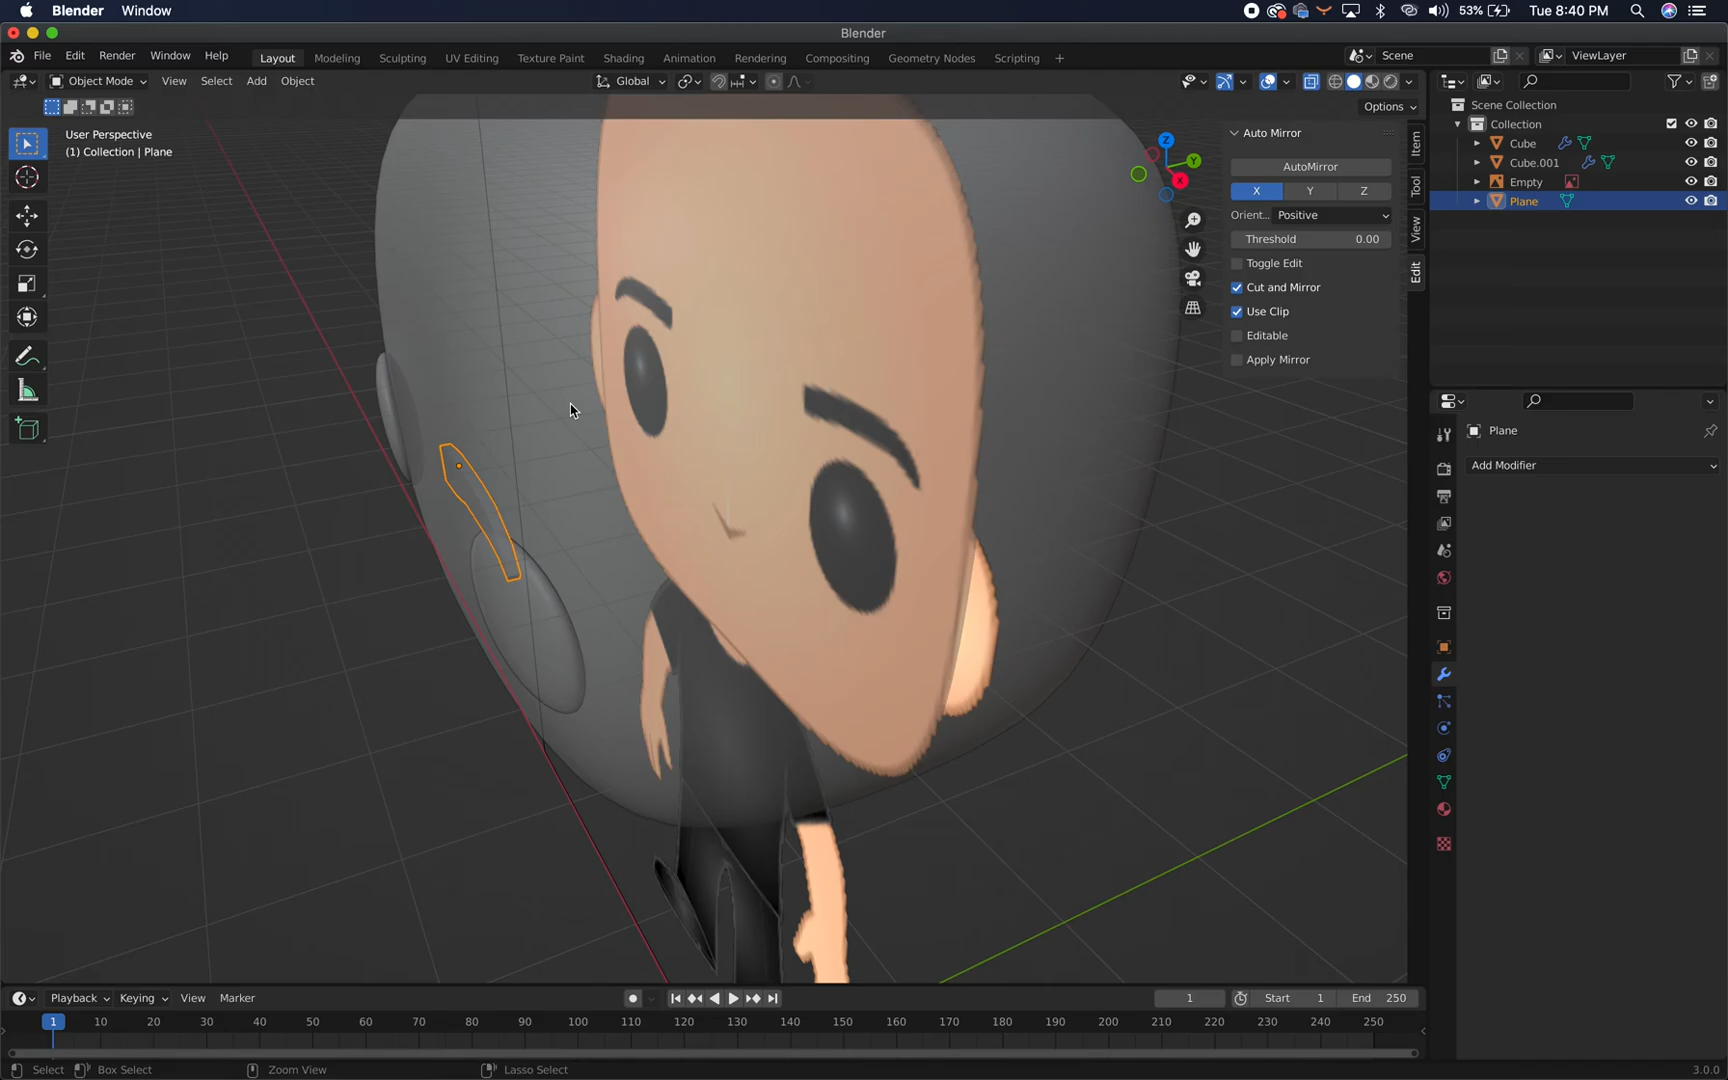 Blender Window
53% Tue 8:40 PM
Blender
File Edit Render Window Help Layout Modeling Sculpting UV Editing Texture Paint Shading Animation Rendering Compositing Geometry Nodes Scripting + Scene ViewLayer
Object Mode View Select Add Object Global
Options
User Perspective
(1) Collection | Plane
Z
Y
X
Auto Mirror
AutoMirror
X Y Z
Orient... Positive
Threshold 0.00
Toggle Edit
Cut and Mirror
Use Clip
Editable
Apply Mirror
Item
Tool
View
Edit
Scene Collection
Collection
Cube
Cube.001
Empty
Plane
Plane
Add Modifier
Playback Keying View Marker 1 Start 1 End 250
1 10 20 30 40 50 60 70 80 90 100 110 120 130 140 150 160 170 180 190 200 210 220 230 240 250
Select Box Select Zoom View Lasso Select 3.0.0